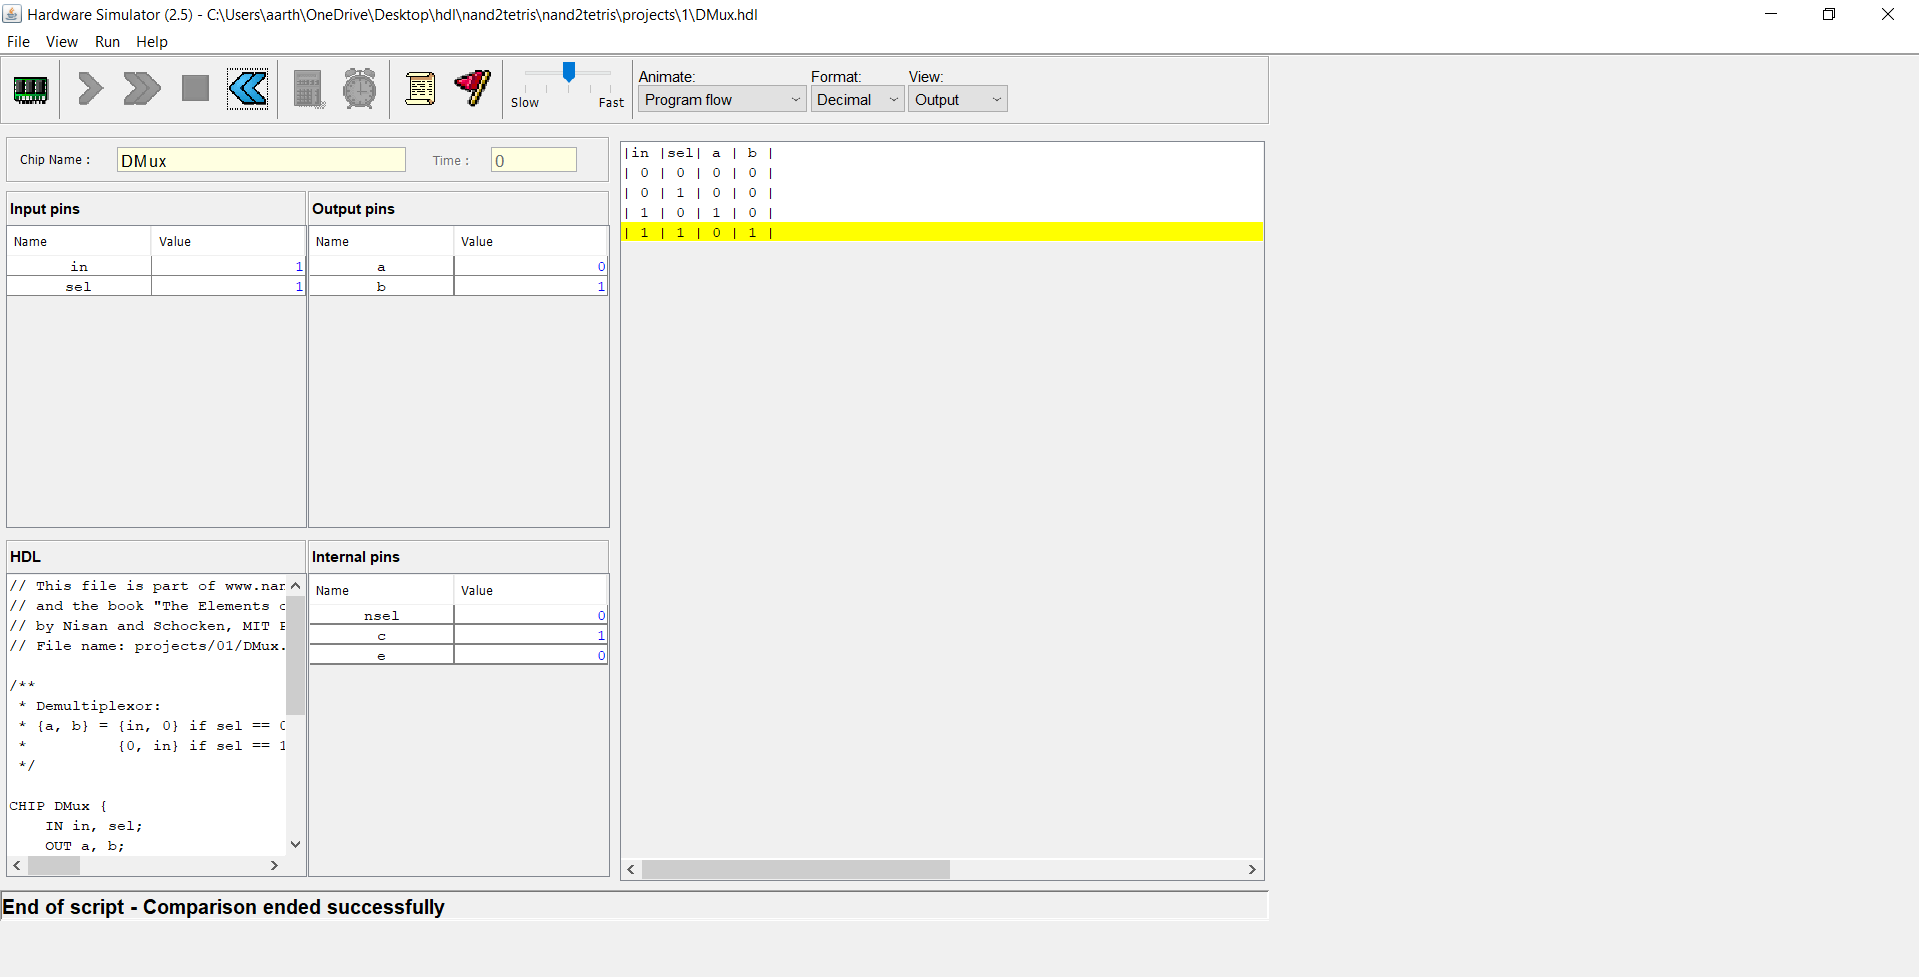 Hardware Simulator (2.5) - C:\Users\aarth\OneDrive\Desktop\hdl\nand2tetris\nand2tetris\projects\1\DMux.hdl
File View Run Help
Slow Fast
Animate: Format: View:
Program flow Decimal Output
Chip Name : DMux Time : 0
Input pins
Name Value
in 1
sel 1
Output pins
Name Value
a 0
b 1
|in |sel| a | b |
| 0 | 0 | 0 | 0 |
| 0 | 1 | 0 | 0 |
| 1 | 0 | 1 | 0 |
| 1 | 1 | 0 | 1 |
HDL
// This file is part of www.nan
// and the book "The Elements o
// by Nisan and Schocken, MIT P
// File name: projects/01/DMux.
/**
* Demultiplexor:
* {a, b} = {in, 0} if sel == 0
* {0, in} if sel == 1
*/
CHIP DMux {
IN in, sel;
OUT a, b;
Internal pins
Name Value
nsel 0
c 1
e 0
End of script - Comparison ended successfully